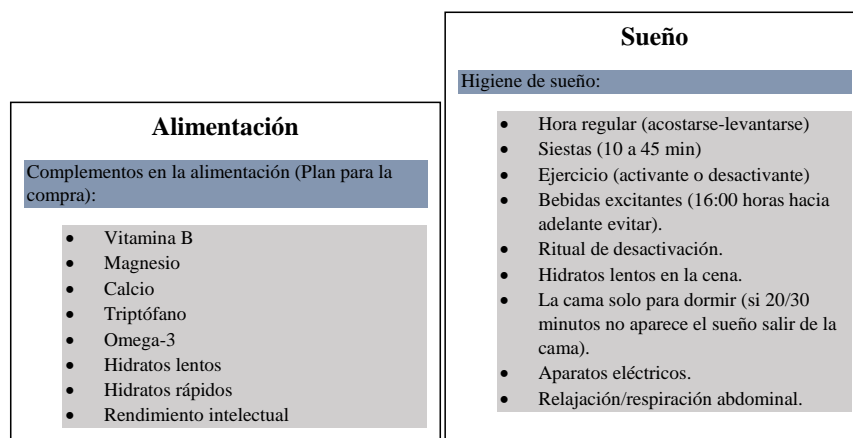 Alimentación
Complementos en la alimentación (Plan para la
compra):
• Vitamina B
• Magnesio
• Calcio
• Triptófano
• Omega-3
• Hidratos lentos
• Hidratos rápidos
• Rendimiento intelectual
Sueño
Higiene de sueño:
• Hora regular (acostarse-levantarse)
• Siestas (10 a 45 min)
• Ejercicio (activante o desactivante)
• Bebidas excitantes (16:00 horas hacia
adelante evitar).
• Ritual de desactivación.
• Hidratos lentos en la cena.
• La cama solo para dormir (si 20/30
minutos no aparece el sueño salir de la
cama).
• Aparatos eléctricos.
• Relajación/respiración abdominal.